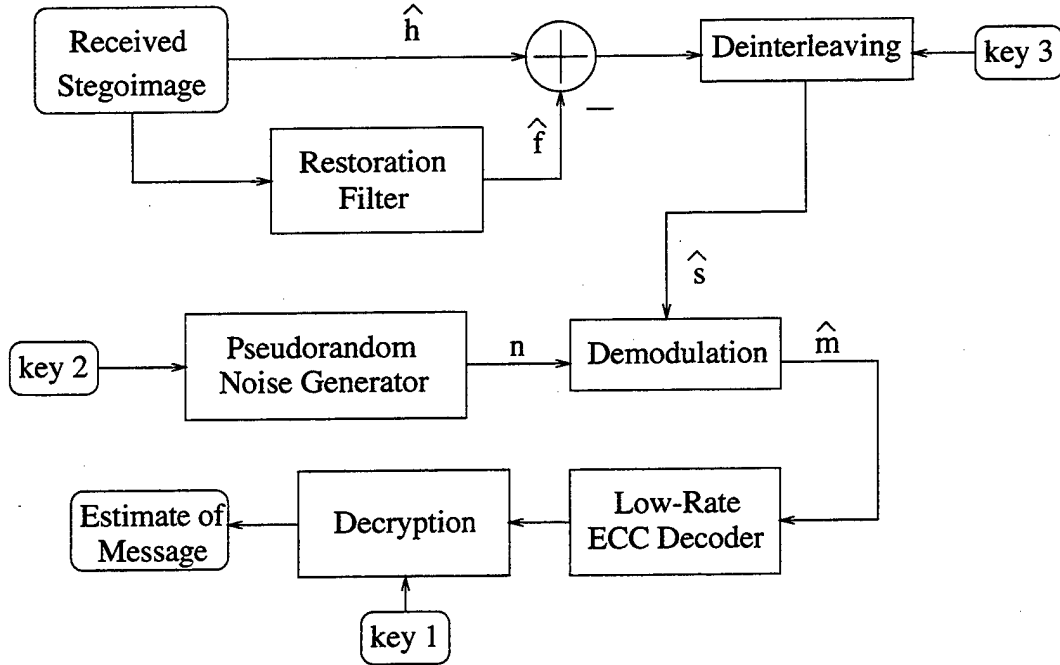 Received
Stegoimage
ĥ
Deinterleaving
key 3
−
f̂
Restoration
Filter
ŝ
key 2
Pseudorandom
Noise Generator
n
Demodulation
m̂
Estimate of
Message
Decryption
Low-Rate
ECC Decoder
key 1